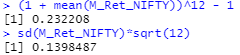 > (1 + mean(M_Ret_NIFTY))^12 - 1
[1] 0.232208
> sd(M_Ret_NIFTY)*sqrt(12)
[1] 0.1398487